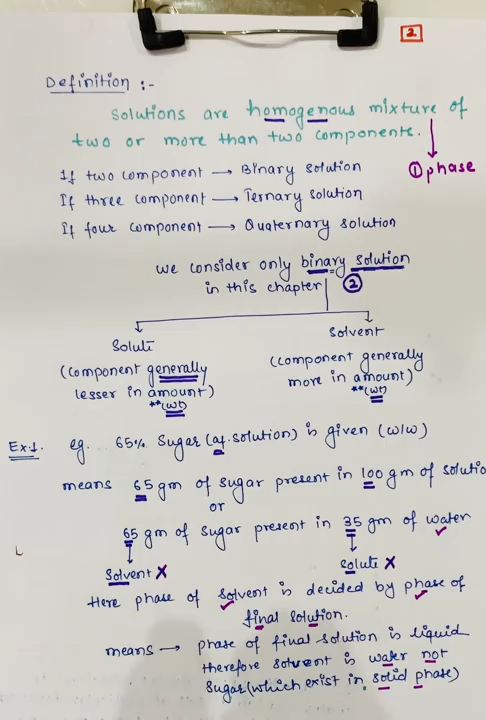 2
Definition :-
Solutions are homogenous mixture of
two or more than two components.
① phase
If two component → Binary solution
If three component → Ternary solution
If four component → Quaternary solution
we consider only binary solution
in this chapter ②
Solute
(component generally
lesser in amount)
**(wt)
Solvent
(component generally
more in amount)
**(wt)
Ex.1. eg. 65% Sugar (aq.solution) is given (w/w)
means 65 gm of sugar present in 100 gm of solutio
or
65 gm of sugar present in 35 gm of water
Solvent X solute X
Here phase of solvent is decided by phase of
final solution.
means → phase of final solution is liquid
therefore solvent is water not
sugar (which exist in solid phase)